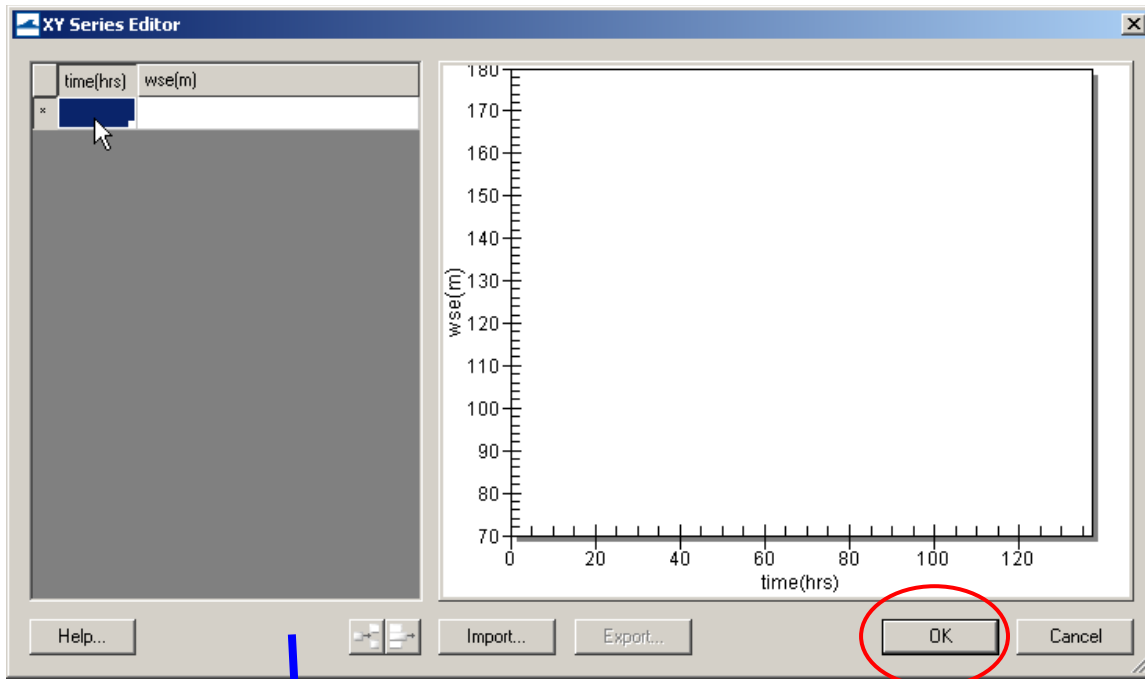 XY Series Editor
time(hrs) wse(m)
*
180
170
160
150
140
130
120
110
100
90
80
70
wse(m)
0 20 40 60 80 100 120
time(hrs)
Help... Import... Export... OK Cancel